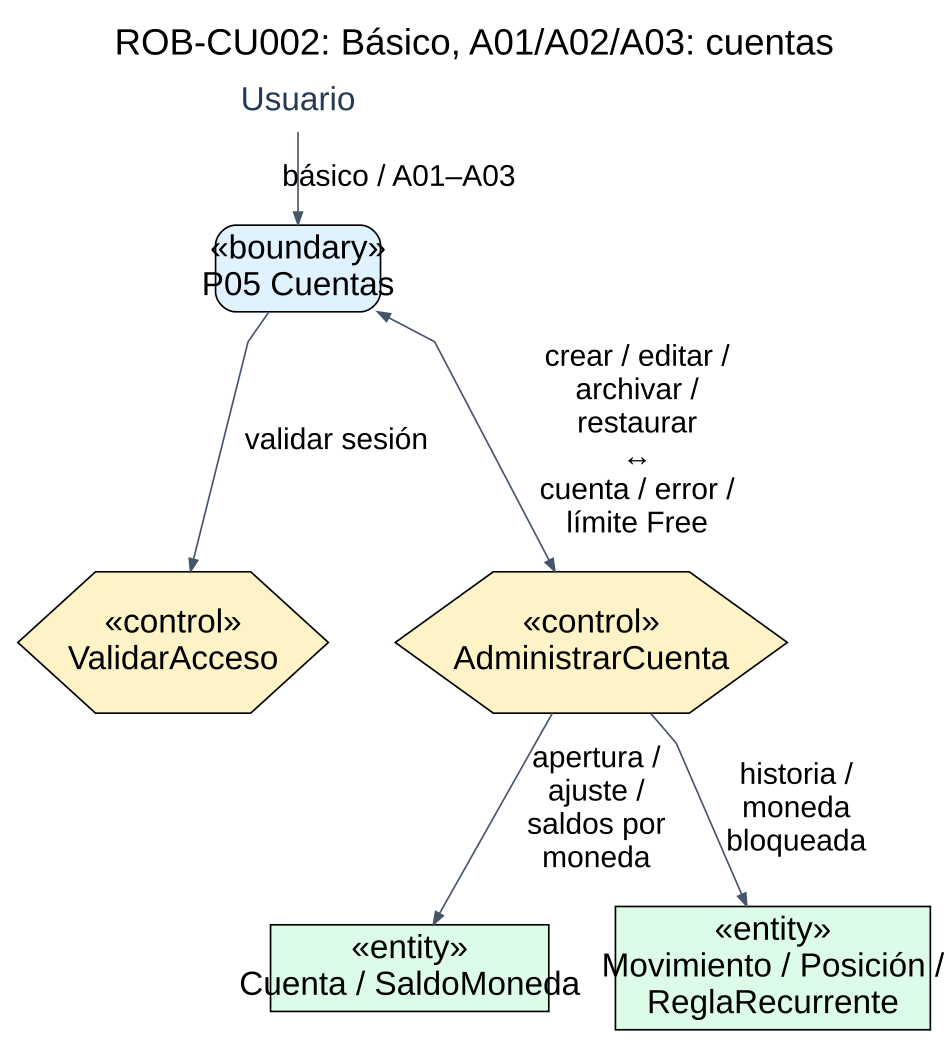 ROB-CU002: Básico, A01/A02/A03: cuentas
Usuario
básico / A01–A03
«boundary»
P05 Cuentas
crear / editar /
archivar /
restaurar
↔
cuenta / error /
límite Free
validar sesión
«control»
ValidarAcceso
«control»
AdministrarCuenta
apertura /
ajuste /
saldos por
moneda
historia /
moneda
bloqueada
«entity»
Cuenta / SaldoMoneda
«entity»
Movimiento / Posición /
ReglaRecurrente